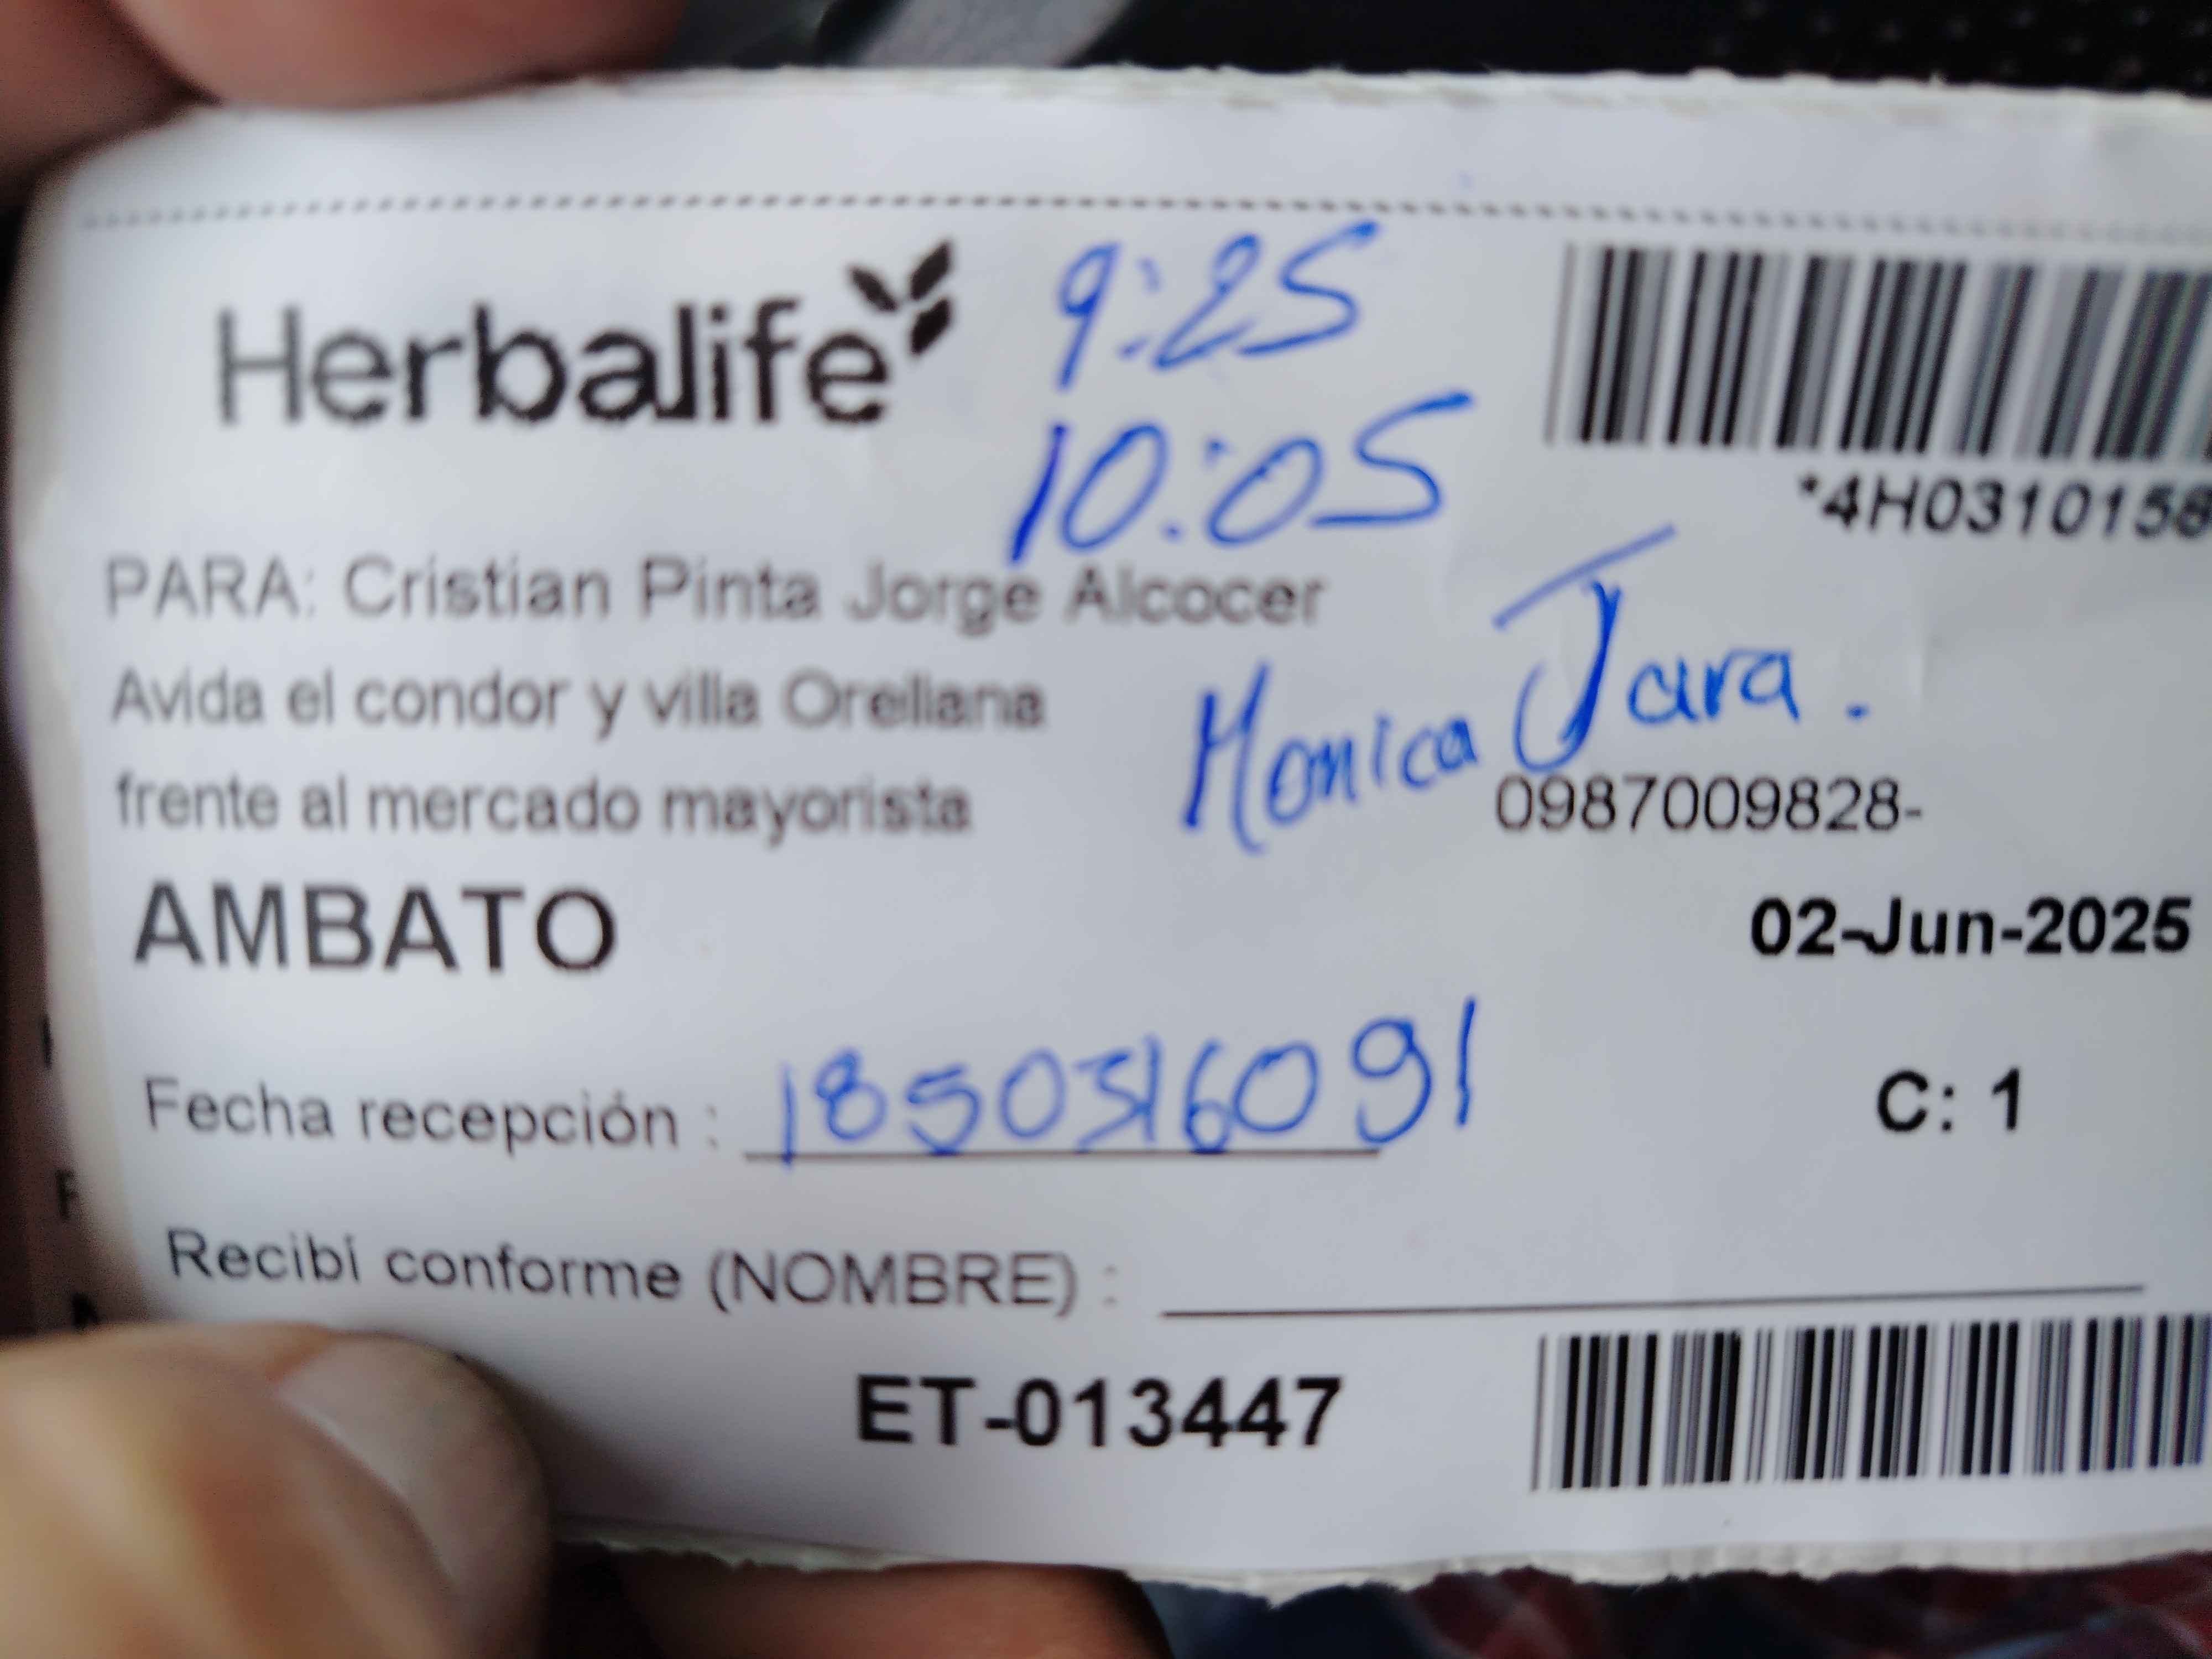 Herbalife
9:25
10:05
*4H0310158
PARA: Cristian Pinta Jorge Alcocer
Avida el condor y villa Orellana
Monica Jara.
frente al mercado mayorista
0987009828-
AMBATO
02-Jun-2025
Fecha recepción : 1850316091
C: 1
Recibí conforme (NOMBRE) :
ET-013447